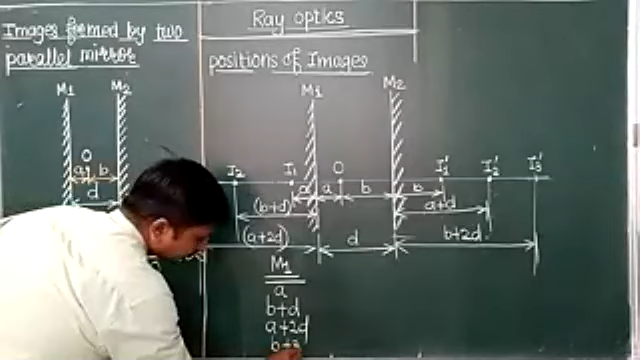 Images formed by two
parallel mirror
Ray optics
positions of Images
M1 M2
O
a b
d
M1 M2
I2 I1 O I1' I2' I3'
a a b b
(b+d) a+d
(a+2d) d b+2d
M1
a
b+d
a+2d